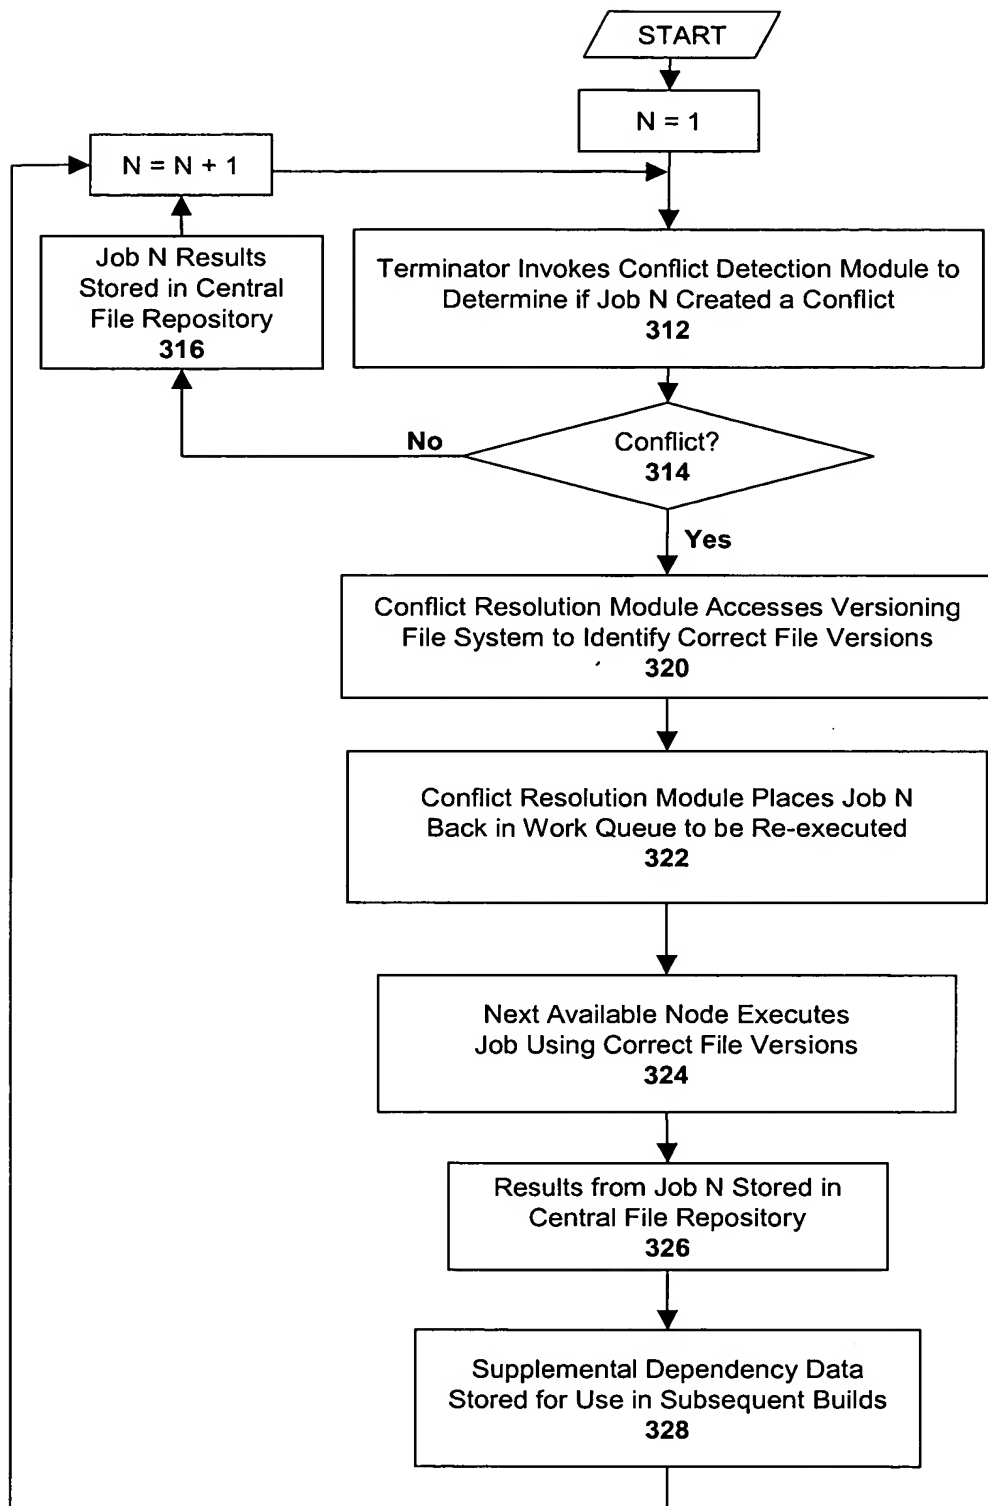 START
N = 1
N = N + 1
Job N Results
Stored in Central
File Repository
316
Terminator Invokes Conflict Detection Module to
Determine if Job N Created a Conflict
312
No
Conflict?
314
Yes
Conflict Resolution Module Accesses Versioning
File System to Identify Correct File Versions
320
Conflict Resolution Module Places Job N
Back in Work Queue to be Re-executed
322
Next Available Node Executes
Job Using Correct File Versions
324
Results from Job N Stored in
Central File Repository
326
Supplemental Dependency Data
Stored for Use in Subsequent Builds
328